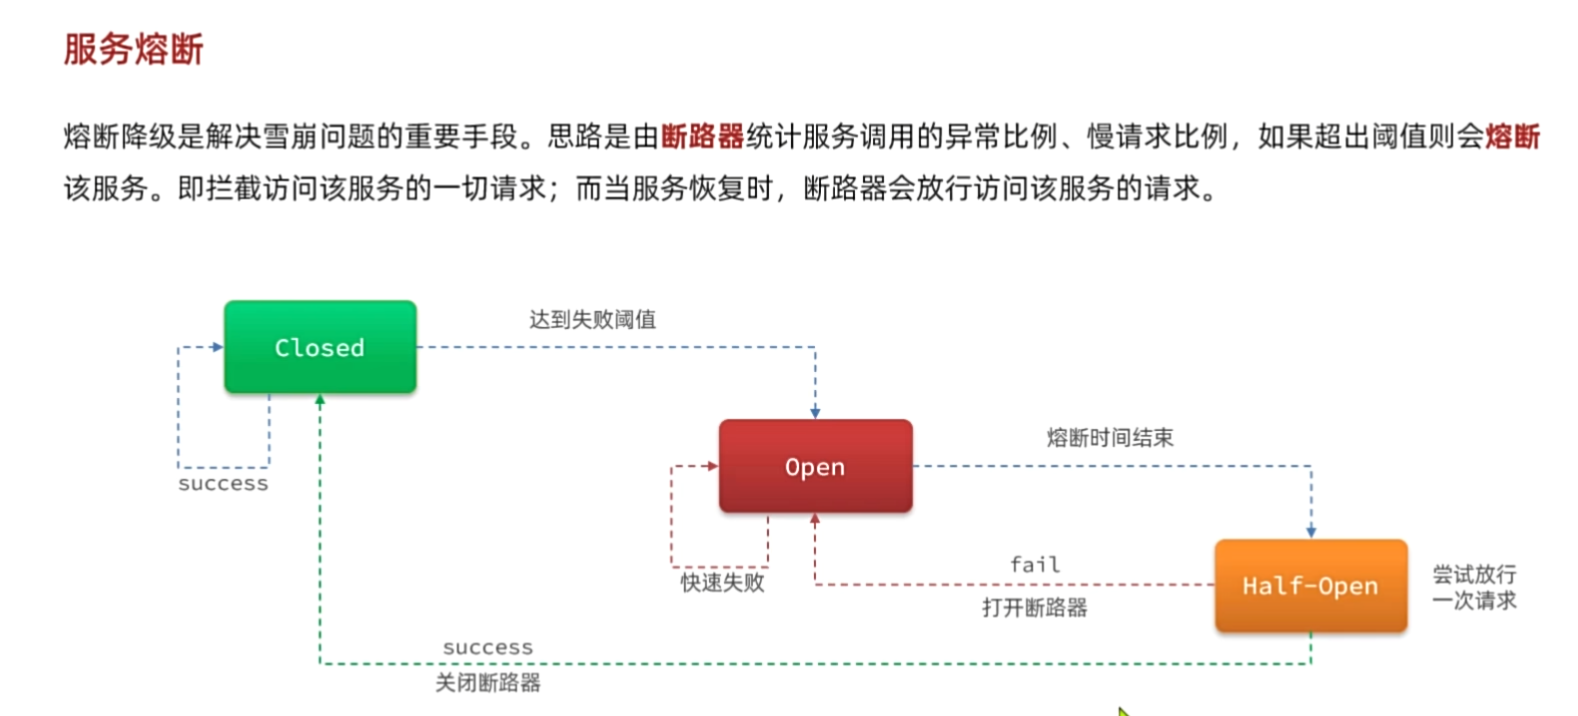 服务熔断
熔断降级是解决雪崩问题的重要手段。思路是由断路器统计服务调用的异常比例、慢请求比例，如果超出阈值则会熔断
该服务。即拦截访问该服务的一切请求；而当服务恢复时，断路器会放行访问该服务的请求。
达到失败阈值
Closed
success
熔断时间结束
Open
快速失败
fail
打开断路器
Half-Open
尝试放行
一次请求
success
关闭断路器